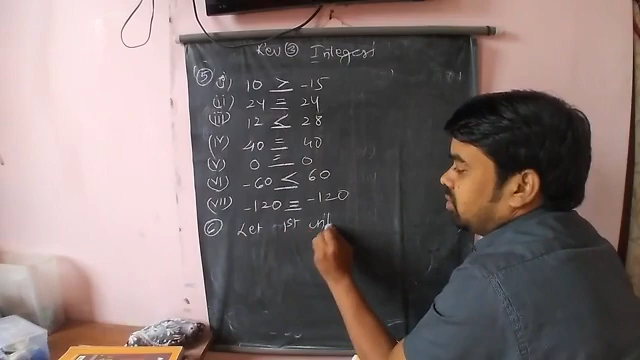 Rev ③ Integers
⑤ (i) 10 > -15
(ii) 24 = 24
(iii) 12 < 28
(iv) 40 = 40
(v) 0 = 0
(vi) -60 < 60
(vii) -120 = -120
⑥ Let 1st